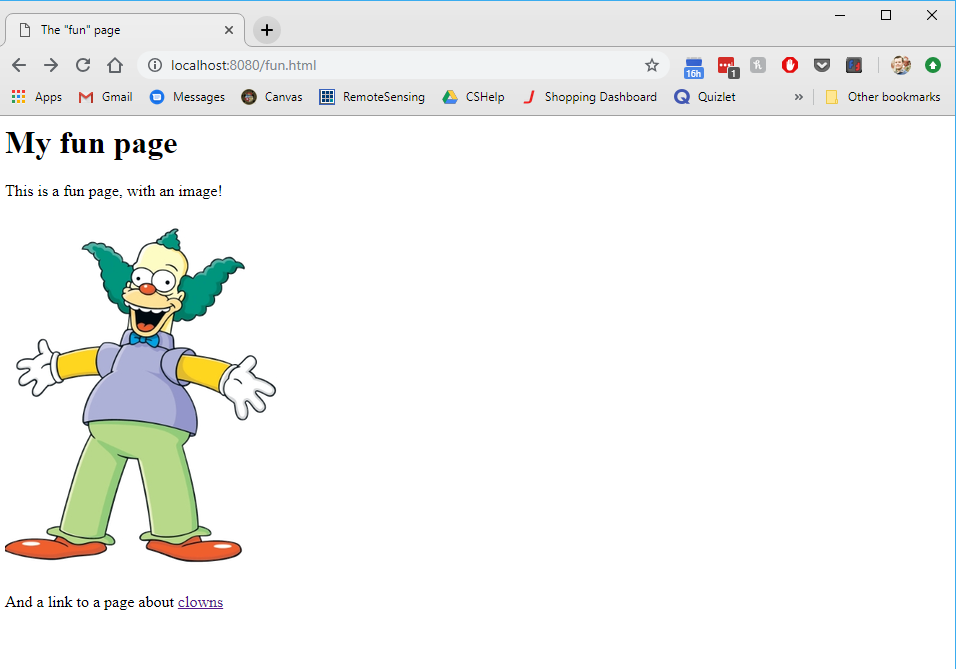 The "fun" page
localhost:8080/fun.html
16h
1
Apps Gmail Messages Canvas RemoteSensing CSHelp Shopping Dashboard Quizlet » Other bookmarks
My fun page
This is a fun page, with an image!
And a link to a page about clowns